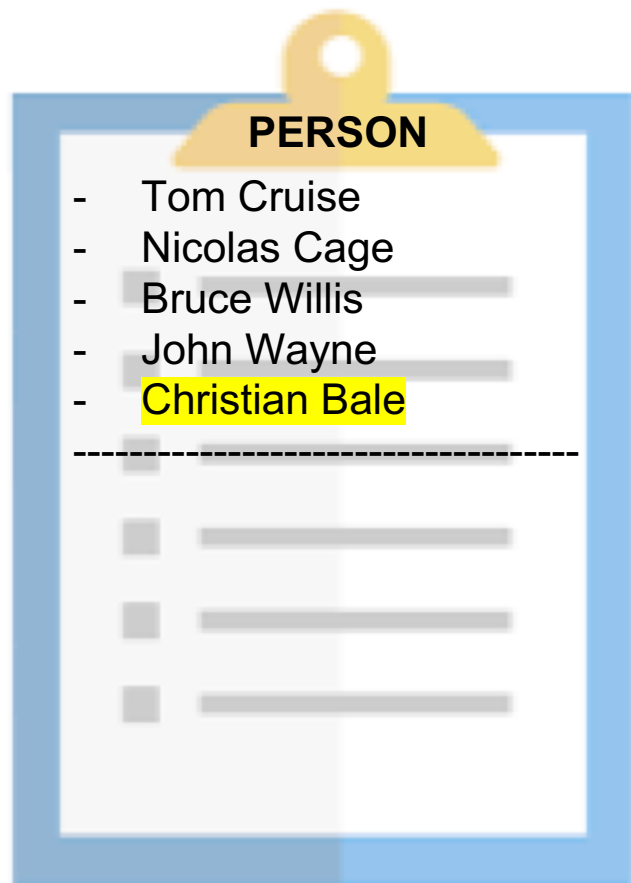 PERSON
- Tom Cruise
- Nicolas Cage
- Bruce Willis
- John Wayne
- Christian Bale
------------------------------------